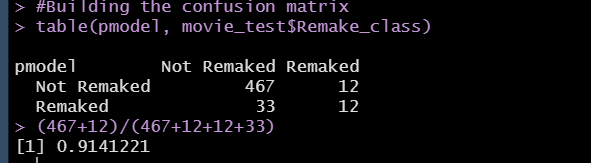 > #Building the confusion matrix
> table(pmodel, movie_test$Remake_class)
pmodel Not Remaked Remaked
Not Remaked 467 12
Remaked 33 12
> (467+12)/(467+12+12+33)
[1] 0.9141221